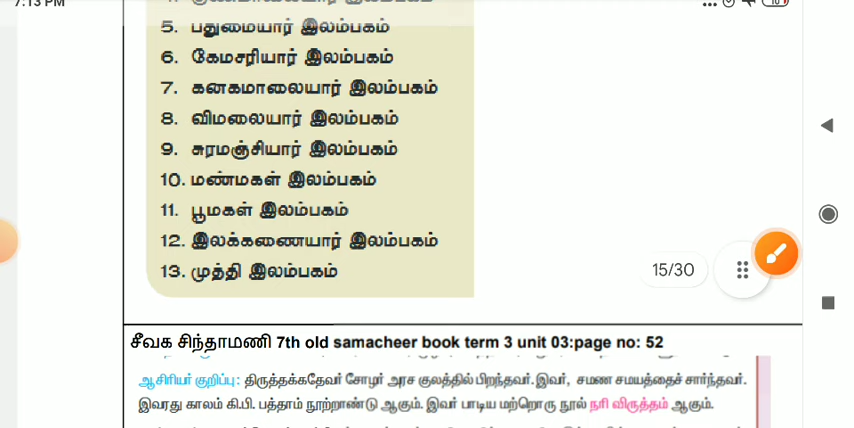 7:13 PM
5. பதுமையார் இலம்பகம்
6. கேமசரியார் இலம்பகம்
7. கனகமாலையார் இலம்பகம்
8. விமலையார் இலம்பகம்
9. சுரமஞ்சியார் இலம்பகம்
10. மண்மகள் இலம்பகம்
11. பூமகள் இலம்பகம்
12. இலக்கணையார் இலம்பகம்
13. முத்தி இலம்பகம்
15/30
சீவக சிந்தாமணி 7th old samacheer book term 3 unit 03:page no: 52
ஆசிரியர் குறிப்பு: திருத்தக்கதேவர் சோழர் அரச குலத்தில் பிறந்தவர். இவர், சமண சமயத்தைச் சார்ந்தவர்.
இவரது காலம் கி.பி. பத்தாம் நூற்றாண்டு ஆகும். இவர் பாடிய மற்றொரு நூல் நரி விருத்தம் ஆகும்.